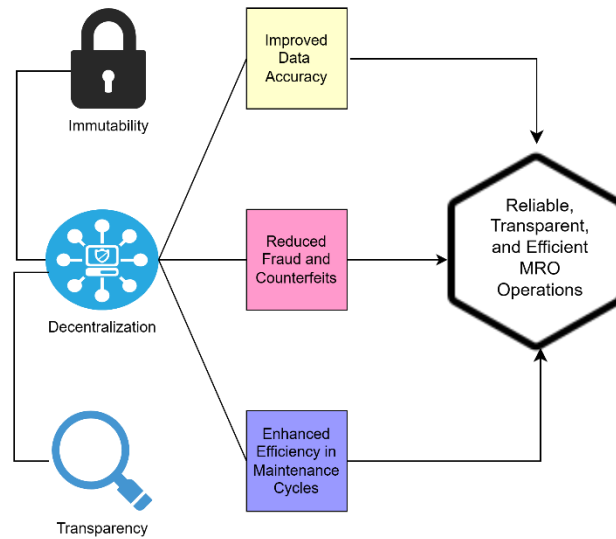 Immutability
Decentralization
Transparency
Improved
Data
Accuracy
Reduced
Fraud and
Counterfeits
Enhanced
Efficiency in
Maintenance
Cycles
Reliable,
Transparent,
and Efficient
MRO
Operations